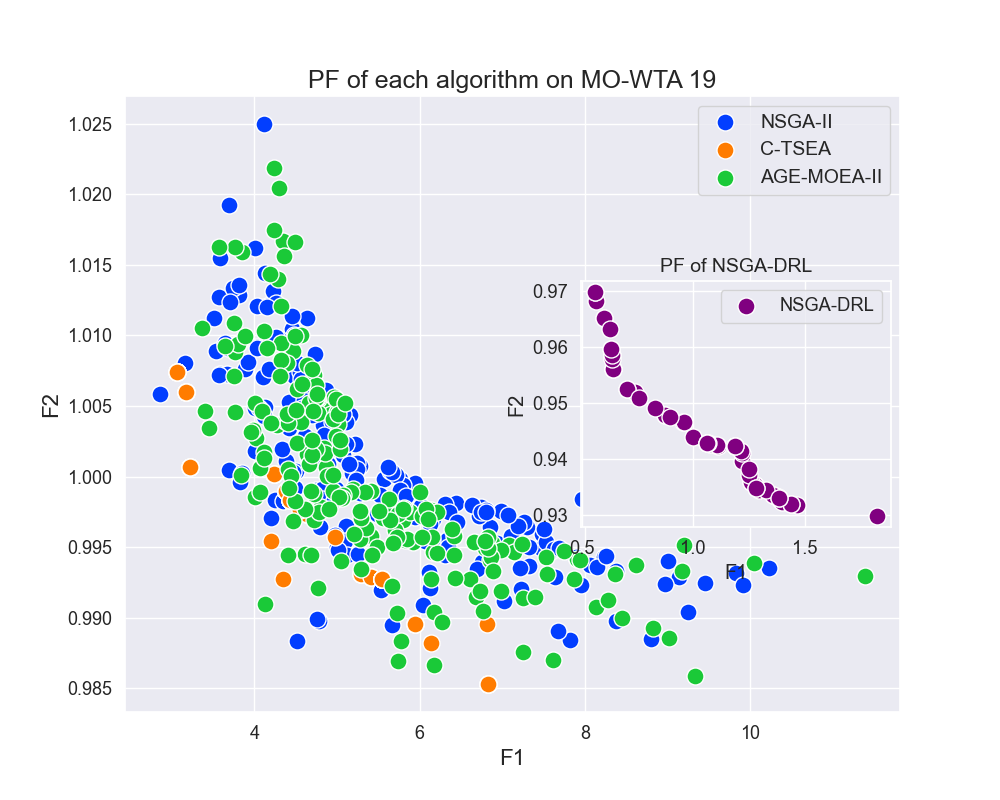 PF of each algorithm on MO-WTA 19
NSGA-II
C-TSEA
AGE-MOEA-II
F2
1.025
1.020
1.015
1.010
1.005
1.000
0.995
0.990
0.985
4
6
8
10
F1
PF of NSGA-DRL
NSGA-DRL
F2
0.97
0.96
0.95
0.94
0.93
0.5
1.0
1.5
F1